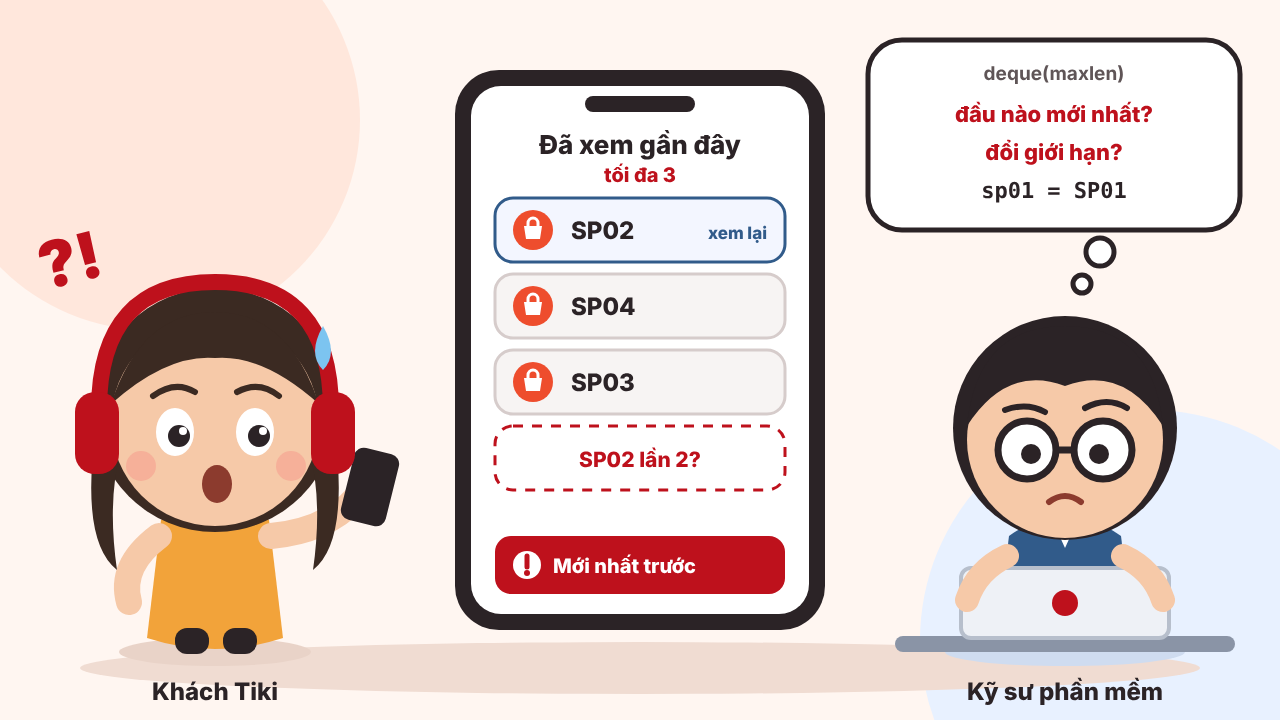 ?!
Đã xem gần đây
tối đa 3
SP02 xem lại
SP04
SP03
SP02 lần 2?
Mới nhất trước
deque(maxlen)
đầu nào mới nhất?
đổi giới hạn?
sp01 = SP01
Khách Tiki
Kỹ sư phần mềm